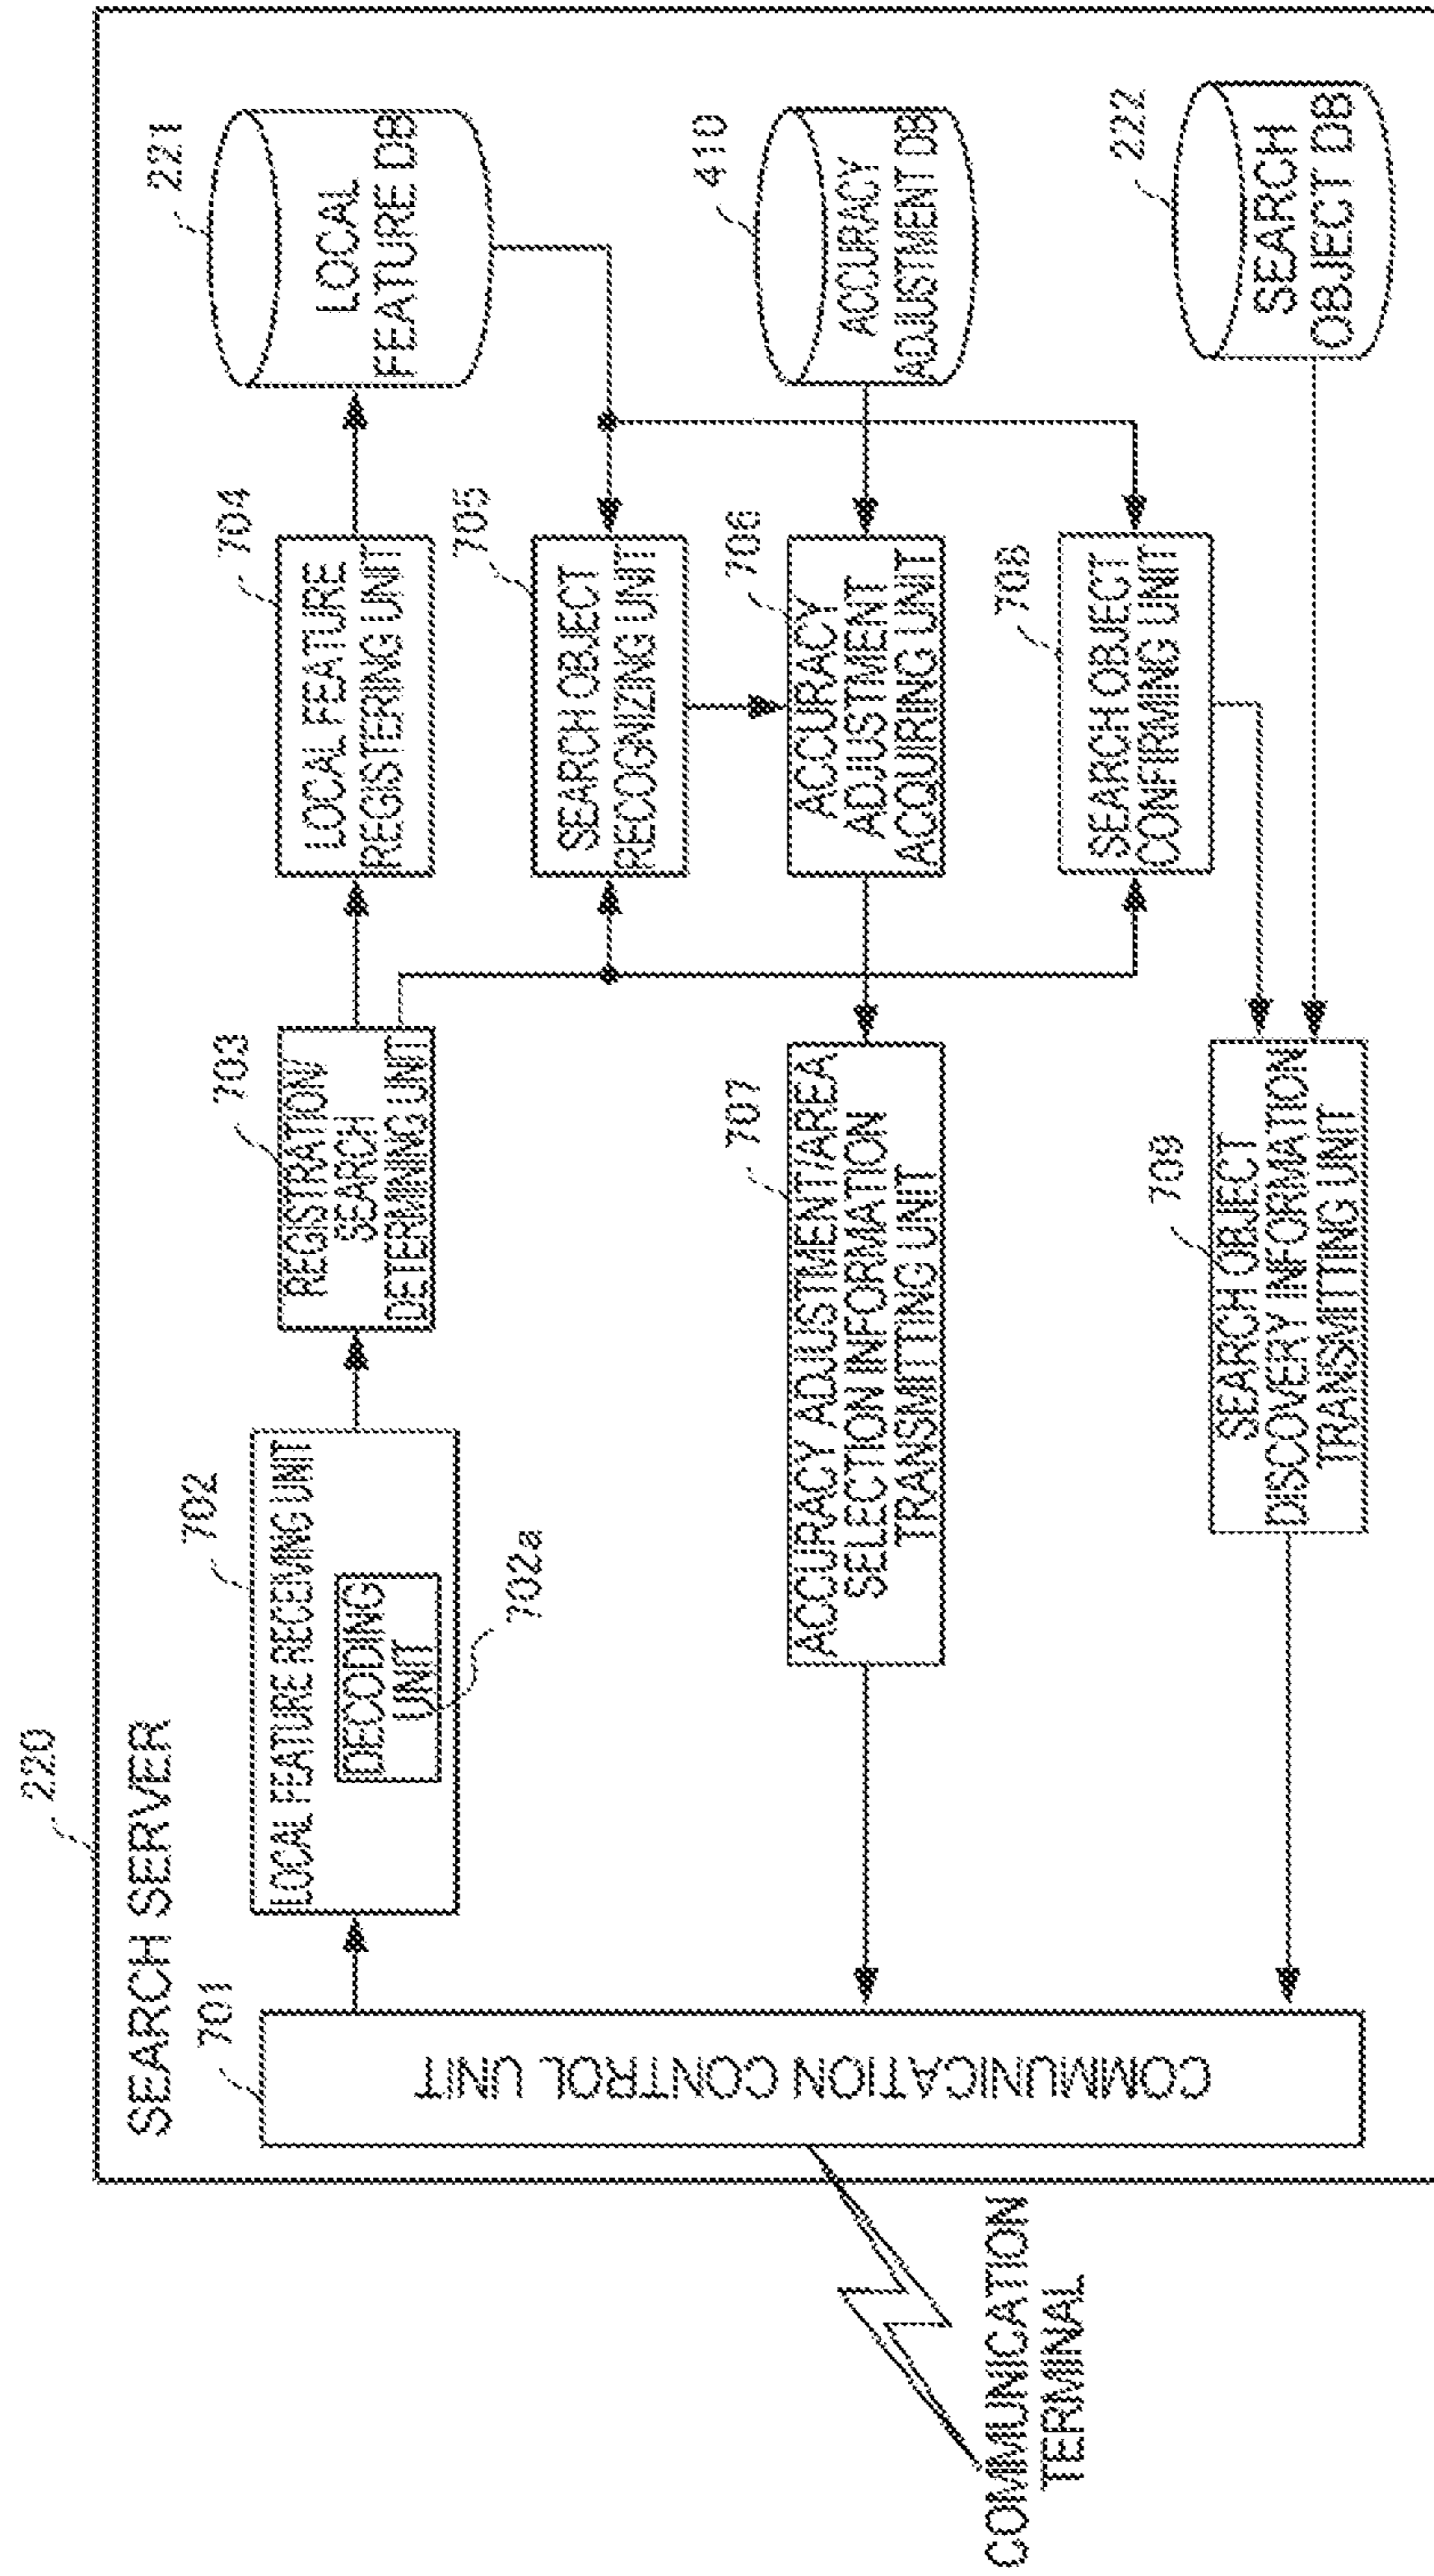 220
SEARCH SERVER
701
COMMUNICATION CONTROL UNIT
COMMUNICATION
TERMINAL
702
LOCAL FEATURE RECEIVING UNIT
DECODING
UNIT
702a
703
REGISTRATION/
SEARCH
DETERMINING UNIT
704
LOCAL FEATURE
REGISTERING UNIT
221
LOCAL
FEATURE DB
705
SEARCH OBJECT
RECOGNIZING UNIT
706
ACCURACY
ADJUSTMENT
ACQUIRING UNIT
410
ACCURACY
ADJUSTMENT DB
707
ACCURACY ADJUSTMENT/AREA
SELECTION INFORMATION
TRANSMITTING UNIT
708
SEARCH OBJECT
CONFIRMING UNIT
222
SEARCH
OBJECT DB
709
SEARCH OBJECT
DISCOVERY INFORMATION
TRANSMITTING UNIT